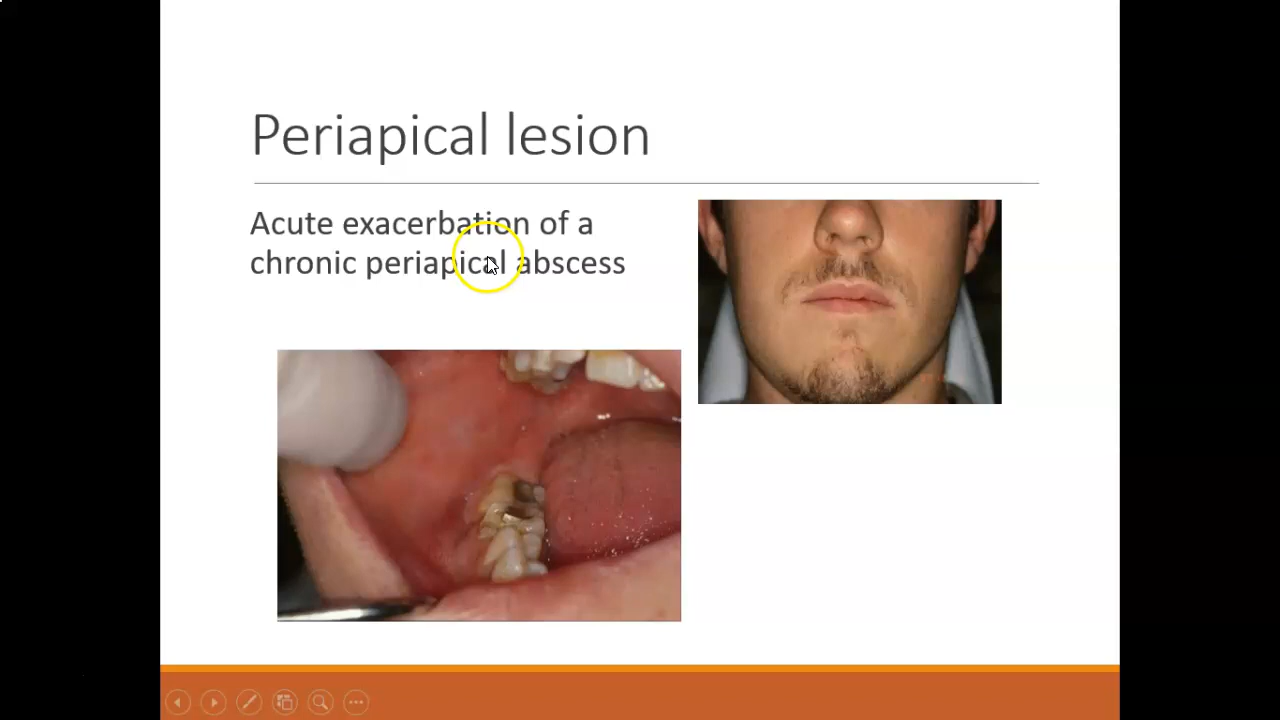 Periapical lesion
Acute exacerbation of a
chronic periapical abscess